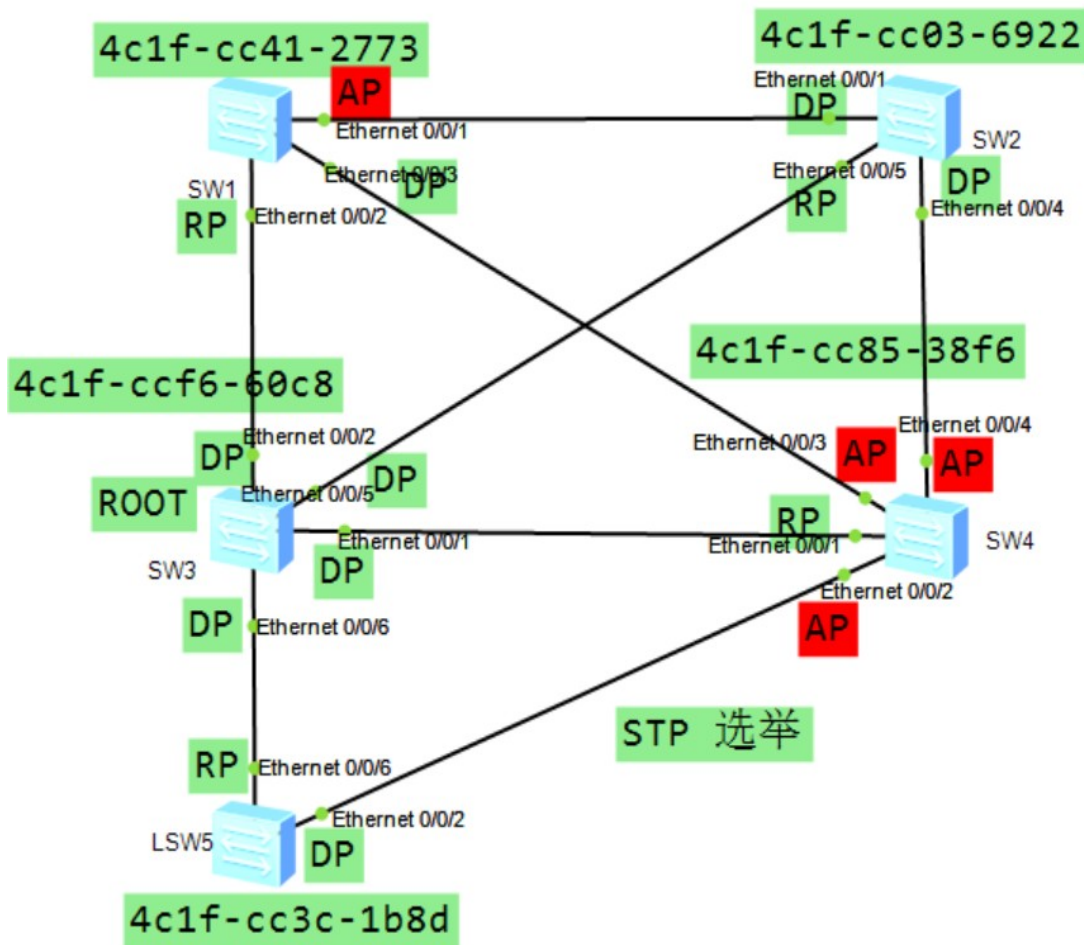 4c1f-cc41-2773
4c1f-cc03-6922
AP
Ethernet 0/0/1
Ethernet 0/0/1
DP
SW2
SW1
Ethernet 0/0/3
DP
Ethernet 0/0/5
RP
DP
Ethernet 0/0/4
RP
Ethernet 0/0/2
4c1f-cc85-38f6
4c1f-ccf6-60c8
Ethernet 0/0/2
DP
Ethernet 0/0/3
AP
Ethernet 0/0/4
AP
ROOT
Ethernet 0/0/5
DP
SW3
Ethernet 0/0/1
DP
RP
Ethernet 0/0/1
SW4
DP
Ethernet 0/0/6
Ethernet 0/0/2
AP
STP 选举
RP
Ethernet 0/0/6
LSW5
Ethernet 0/0/2
DP
4c1f-cc3c-1b8d